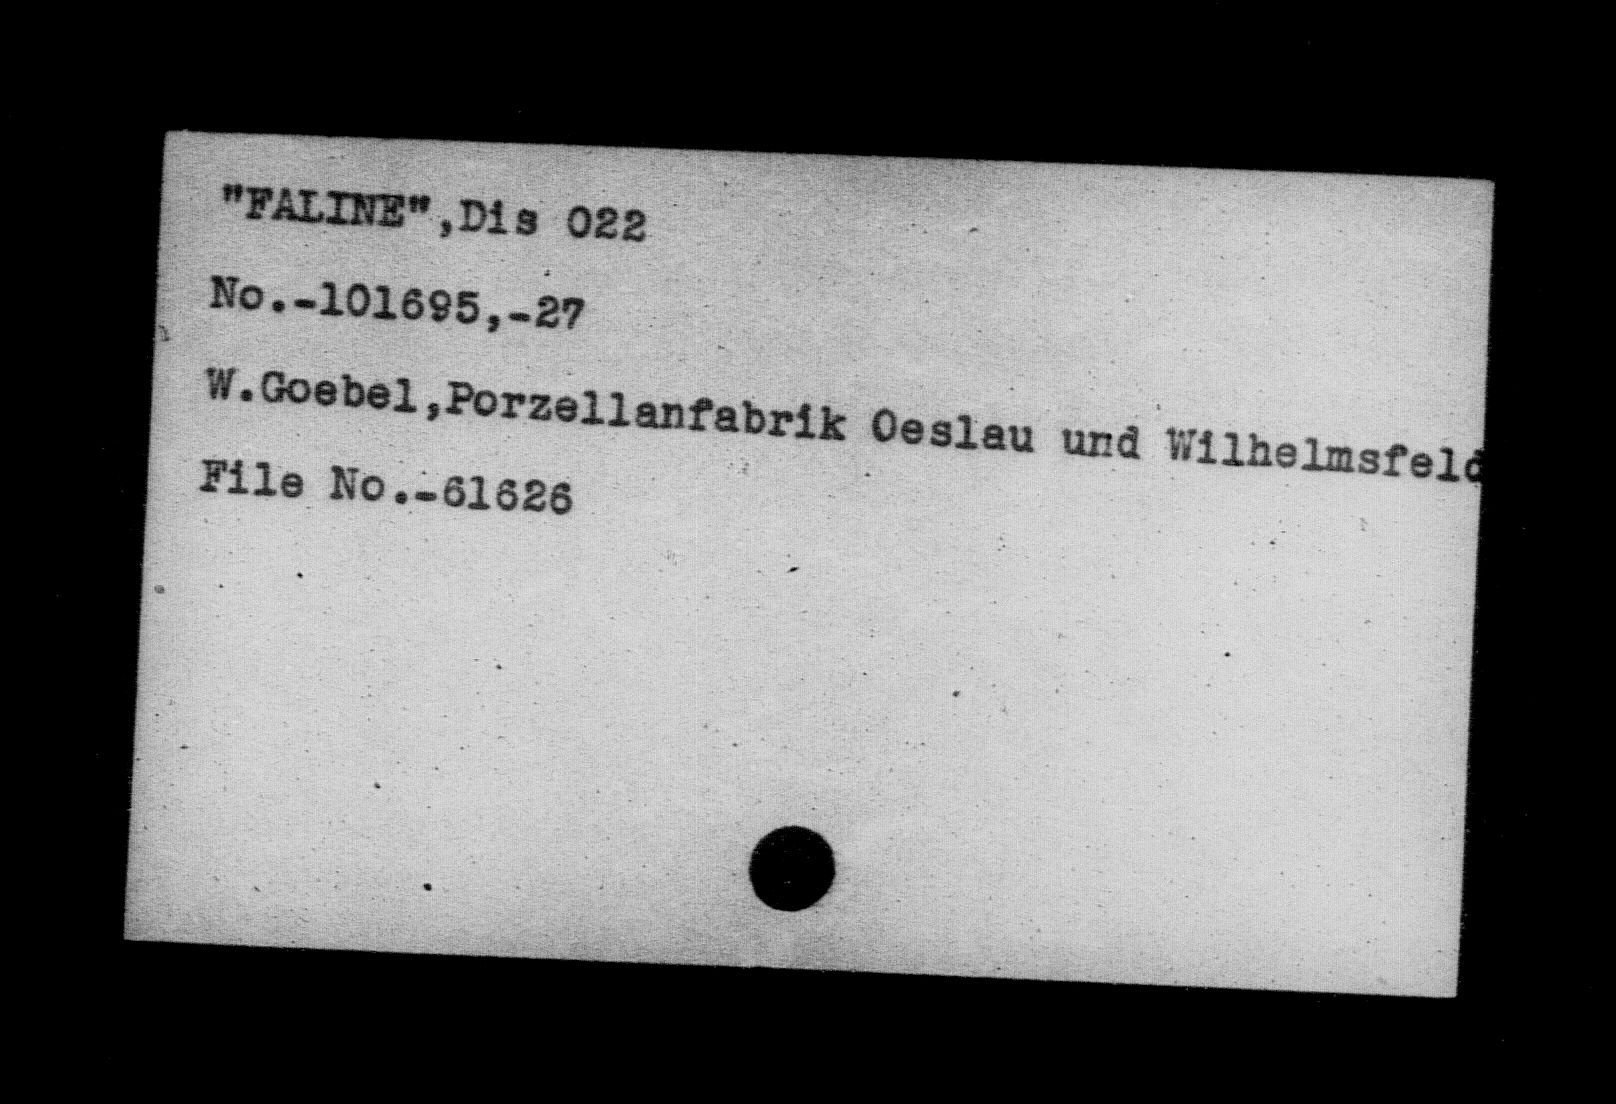 "FALINE",Dis 022
No.-101695,-27
W.Goebel,Porzellanfabrik Oeslau und Wilhelmsfeld
File No.-61626